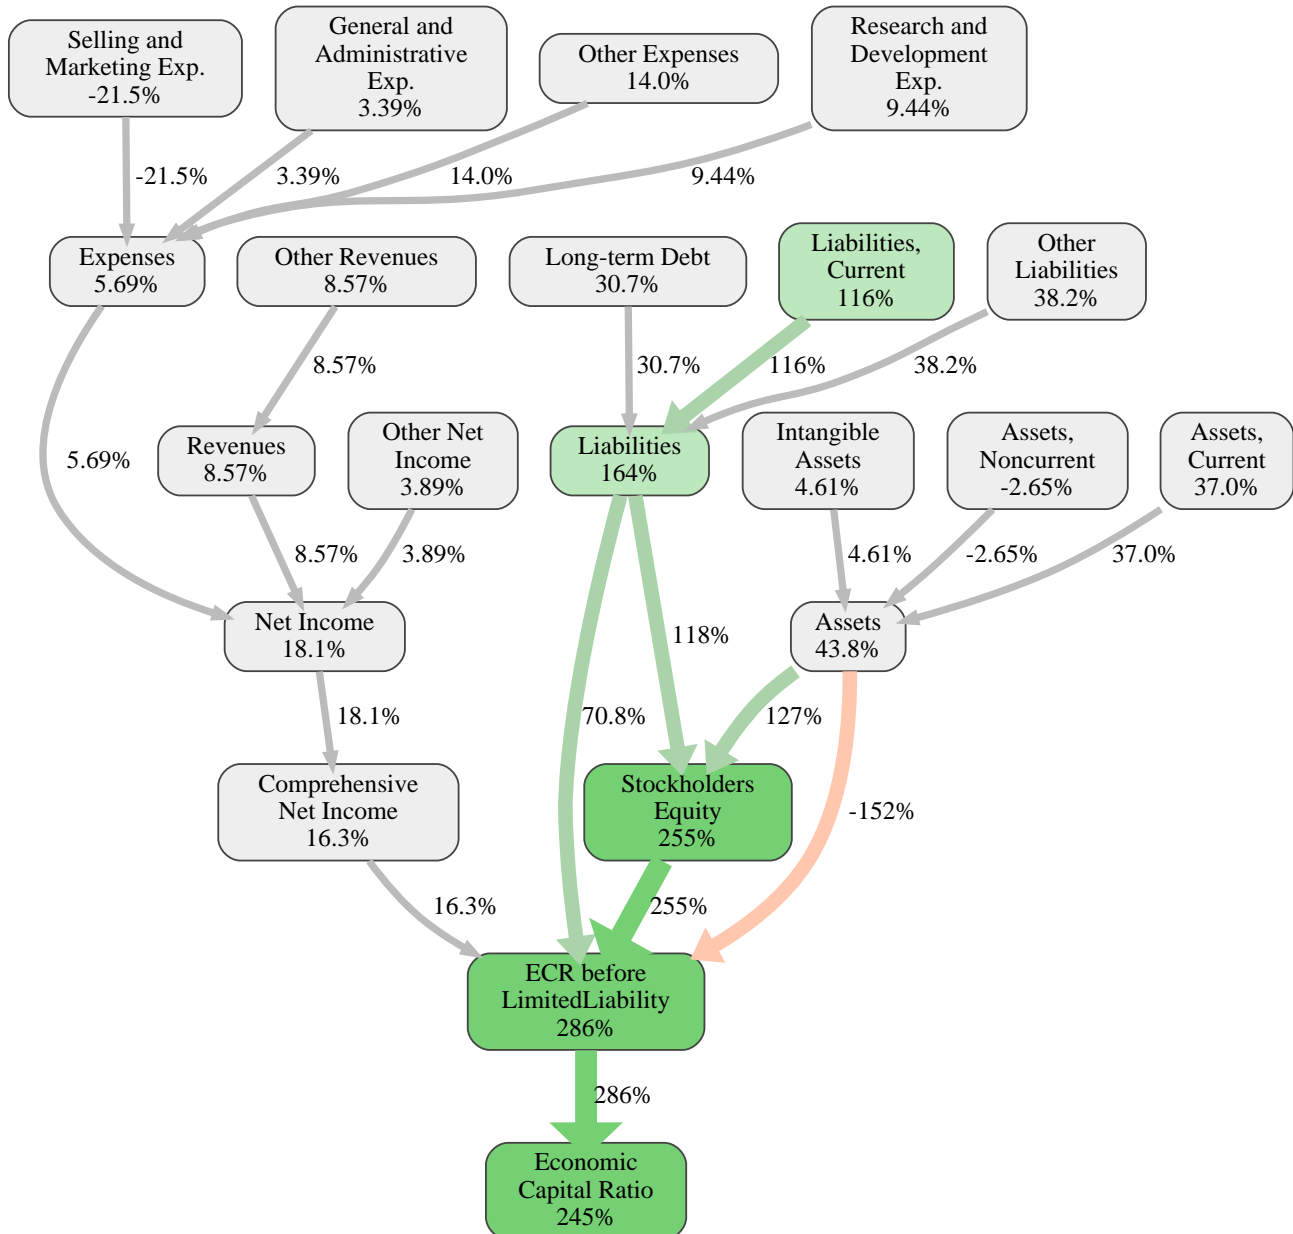 Selling and
Marketing Exp.
-21.5%
General and
Administrative
Exp.
3.39%
Other Expenses
14.0%
Research and
Development
Exp.
9.44%
-21.5%
3.39%
14.0%
9.44%
Expenses
5.69%
Other Revenues
8.57%
Long-term Debt
30.7%
Liabilities,
Current
116%
Other
Liabilities
38.2%
8.57%
30.7%
116%
38.2%
5.69%
Revenues
8.57%
Other Net
Income
3.89%
Liabilities
164%
Intangible
Assets
4.61%
Assets,
Noncurrent
-2.65%
Assets,
Current
37.0%
8.57%
3.89%
4.61%
-2.65%
37.0%
Net Income
18.1%
118%
Assets
43.8%
18.1%
70.8%
127%
Comprehensive
Net Income
16.3%
Stockholders
Equity
255%
-152%
16.3%
255%
ECR before
LimitedLiability
286%
286%
Economic
Capital Ratio
245%